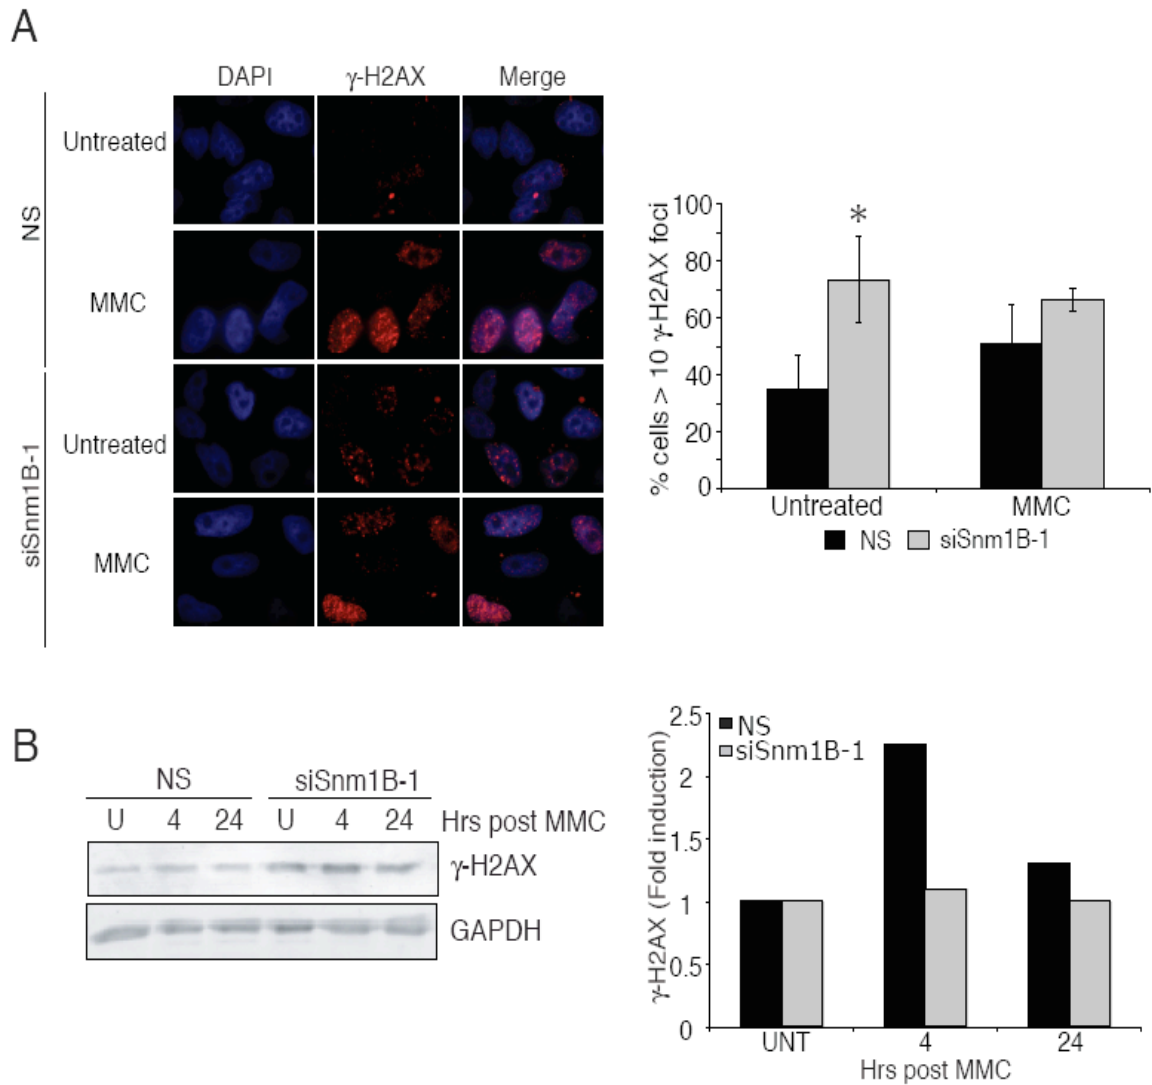 A
DAPI γ-H2AX Merge
NS
Untreated
MMC
siSnm1B-1
Untreated
MMC
% cells > 10 γ-H2AX foci
100
80
60
40
20
0
*
Untreated MMC
NS siSnm1B-1
B
NS siSnm1B-1
U 4 24 U 4 24 Hrs post MMC
γ-H2AX
GAPDH
γ-H2AX (Fold induction)
2.5
2
1.5
1
0.5
0
NS
siSnm1B-1
UNT 4 24
Hrs post MMC